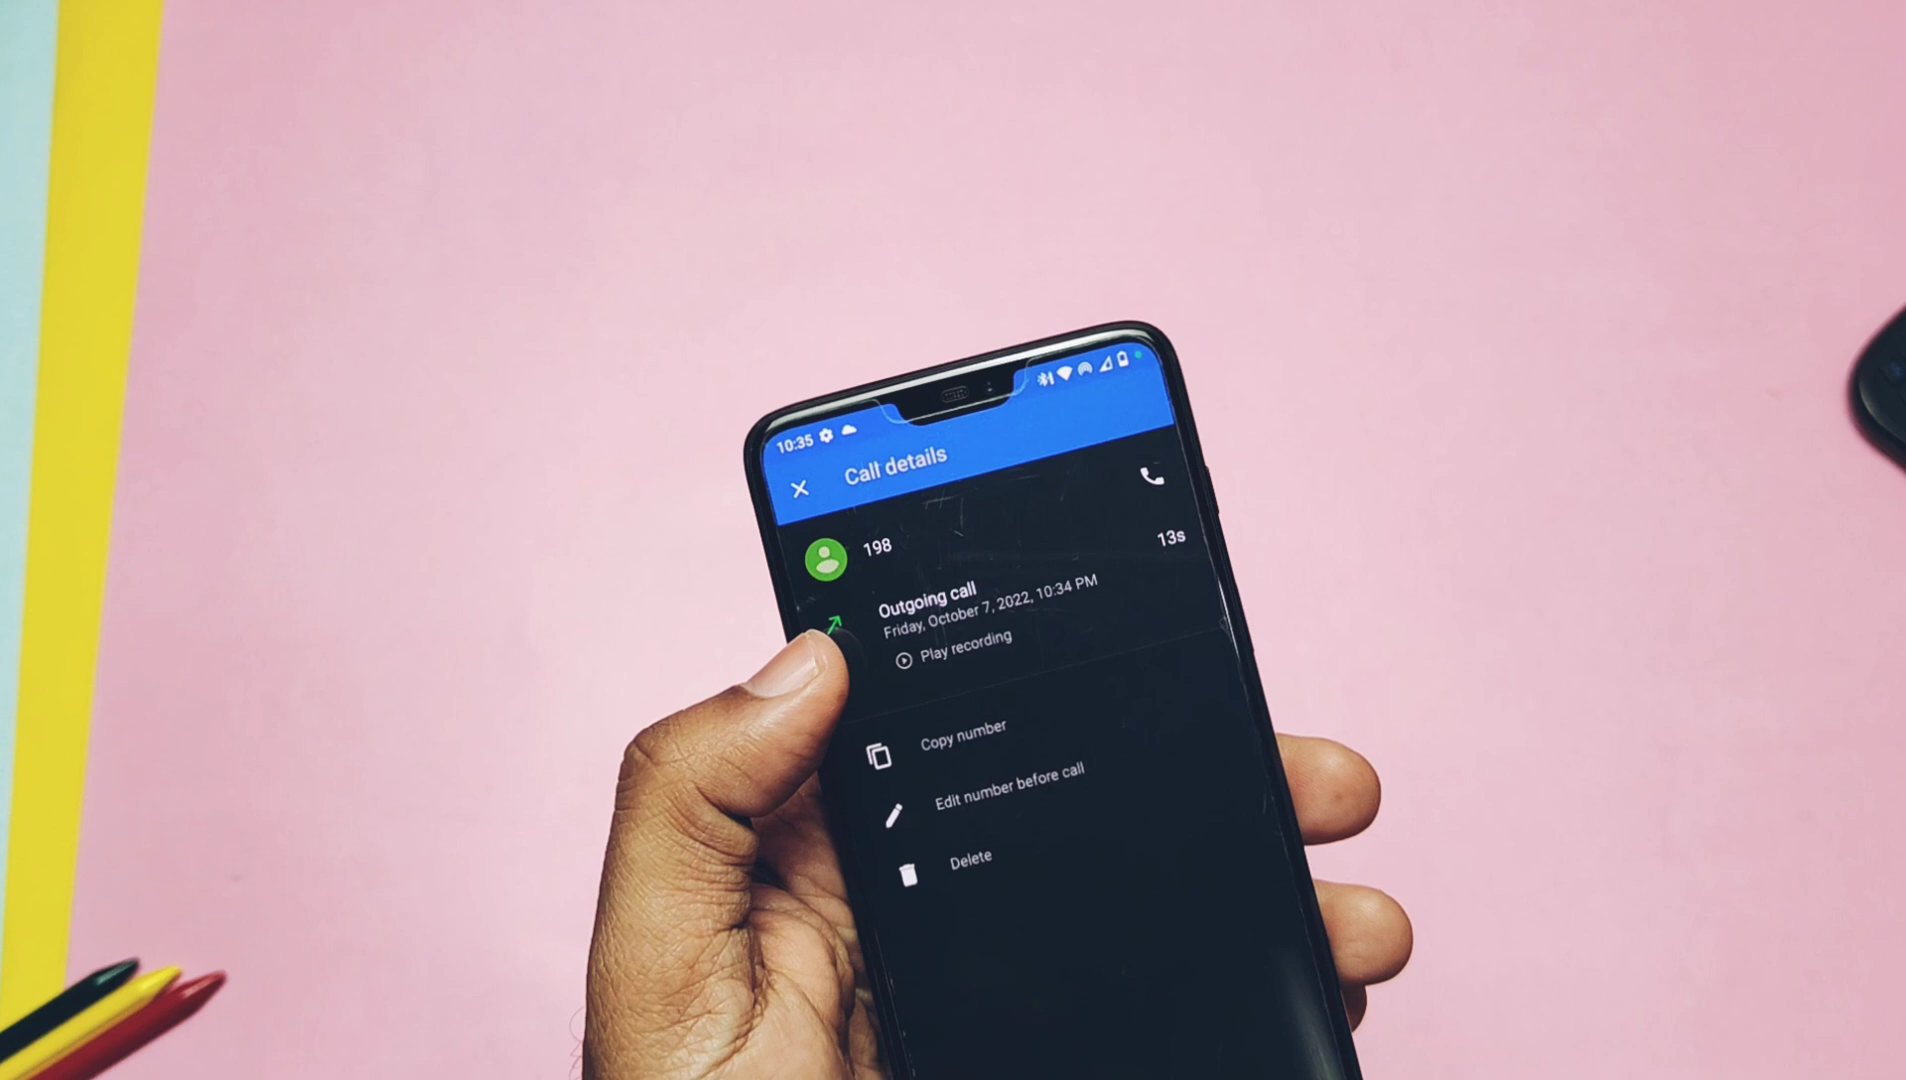 10:35
Call details
198
13s
Outgoing call
Friday, October 7, 2022, 10:34 PM
Play recording
Copy number
Edit number before call
Delete